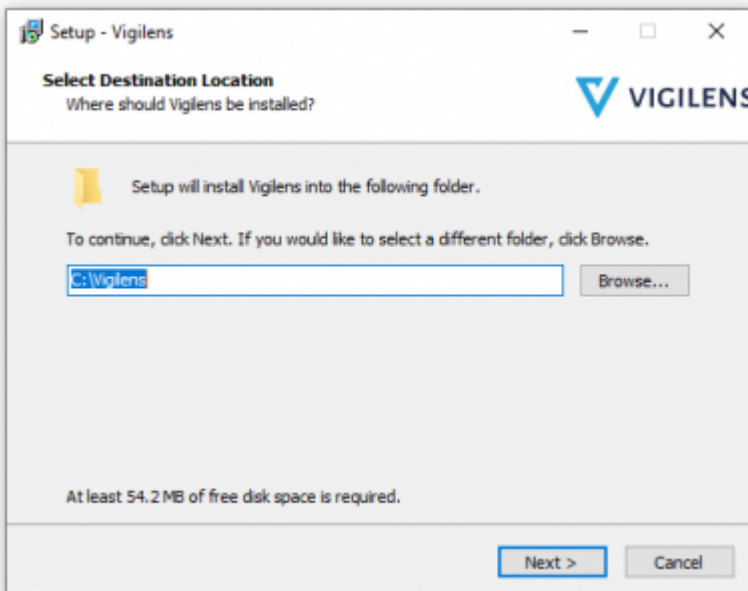 Setup - Vigilens
Select Destination Location
Where should Vigilens be installed?
VIGILENS
Setup will install Vigilens into the following folder.
To continue, click Next. If you would like to select a different folder, click Browse.
C:\Vigilens
Browse...
At least 54.2 MB of free disk space is required.
Next >
Cancel